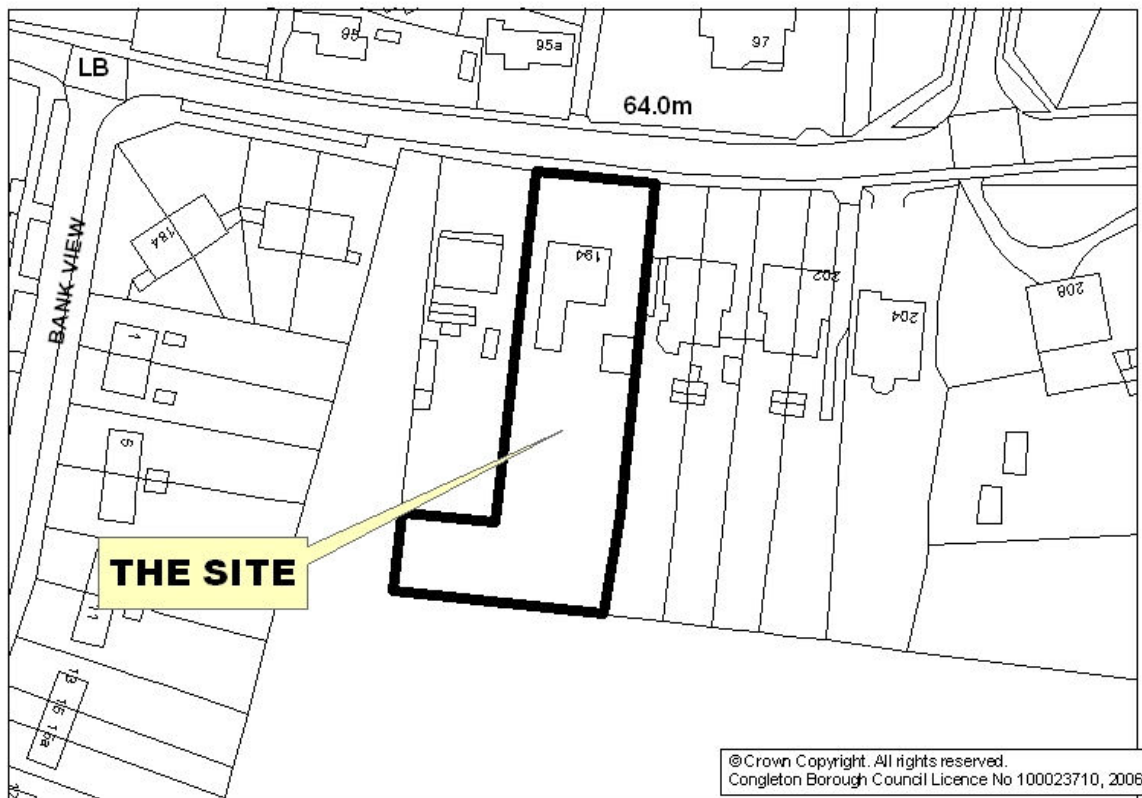 95
95a
97
LB
64.0m
184
194
202
204
208
BANK VIEW
1
5
THE SITE
11
13
15
15a
© Crown Copyright. All rights reserved.
Congleton Borough Council Licence No 100023710, 2006